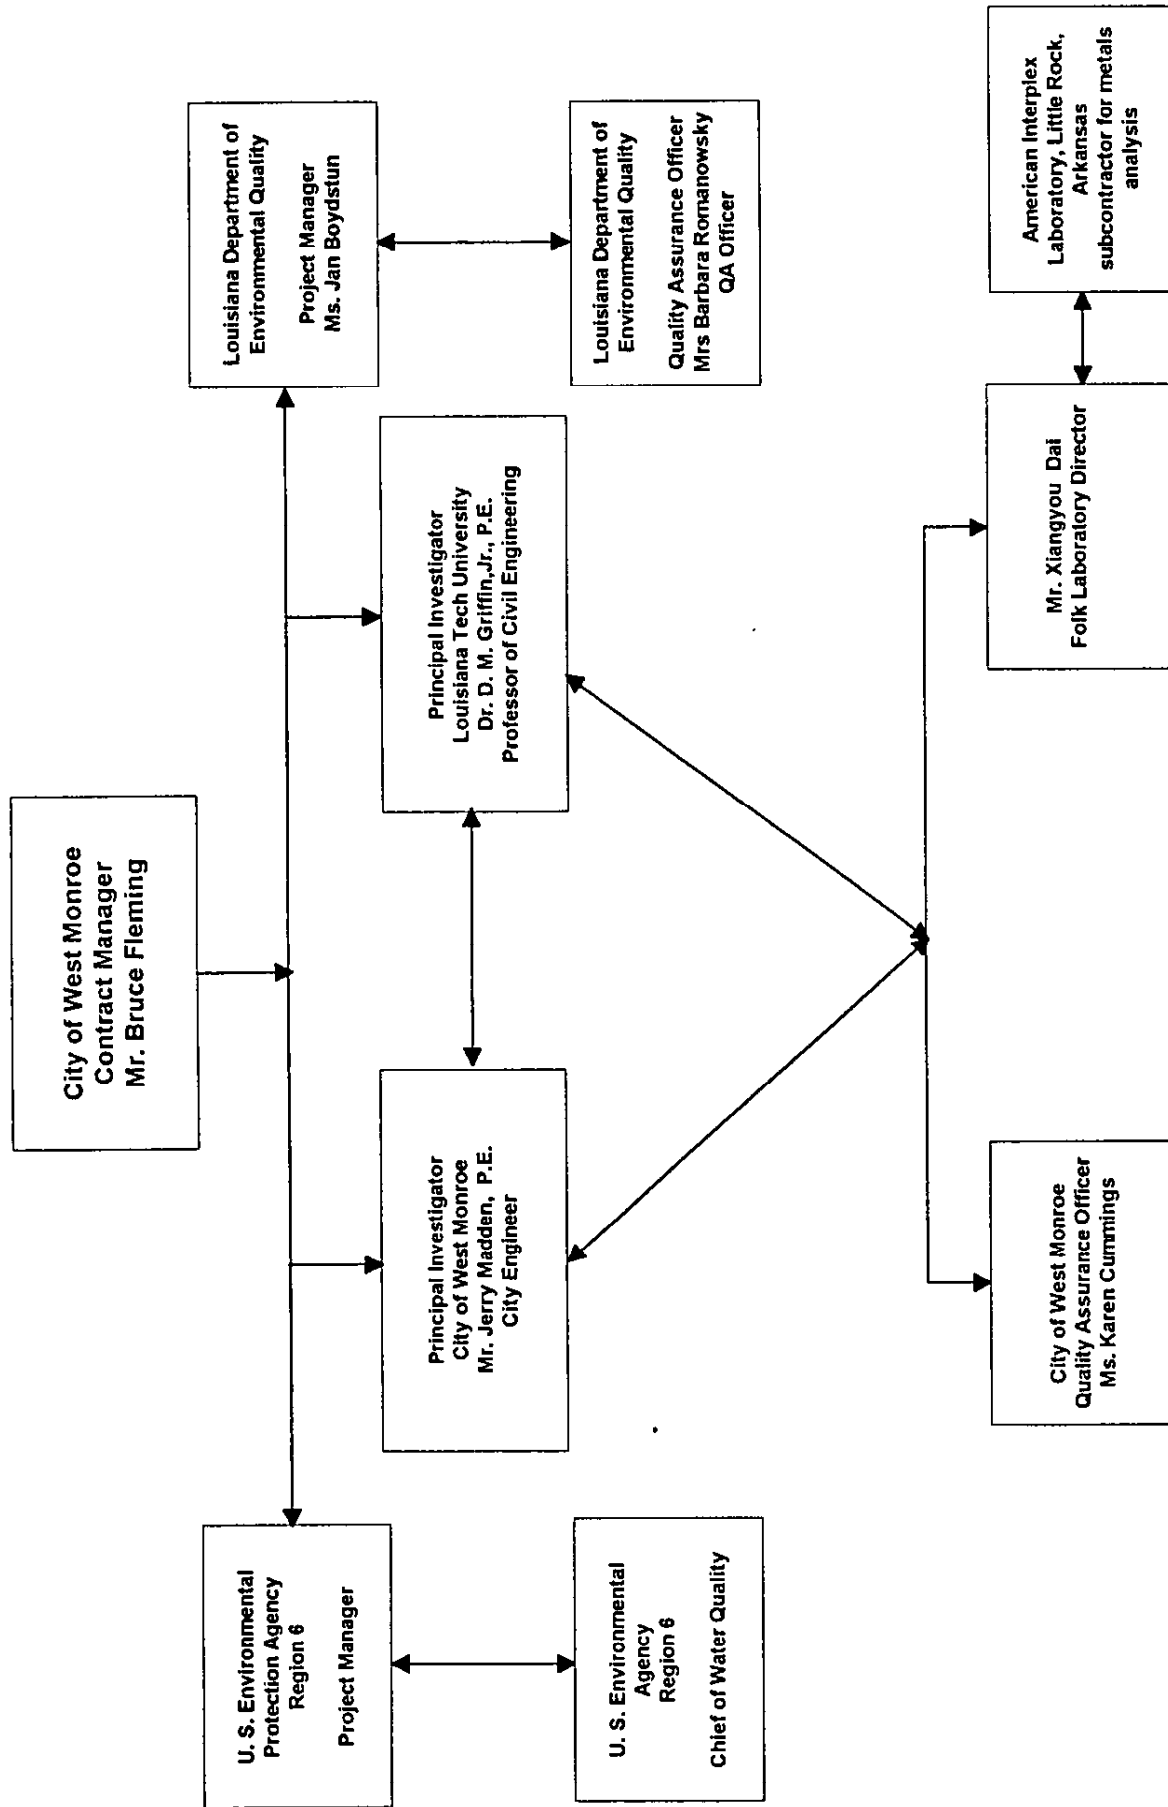 City of West Monroe
Contract Manager
Mr. Bruce Fleming
U. S. Environmental
Protection Agency
Region 6
Project Manager
Louisiana Department of
Environmental Quality
Project Manager
Ms. Jan Boydstun
Principal Investigator
City of West Monroe
Mr. Jerry Madden, P.E.
City Engineer
Principal Investigator
Louisiana Tech University
Dr. D. M. Griffin,Jr., P.E.
Professor of Civil Engineering
U. S. Environmental
Agency
Region 6
Chief of Water Quality
Louisiana Department of
Environmental Quality
Quality Assurance Officer
Mrs Barbara Romanowsky
QA Officer
City of West Monroe
Quality Assurance Officer
Ms. Karen Cummings
Mr. Xiangyou Dai
Folk Laboratory Director
American Interplex
Laboratory, Little Rock,
Arkansas
subcontractor for metals
analysis